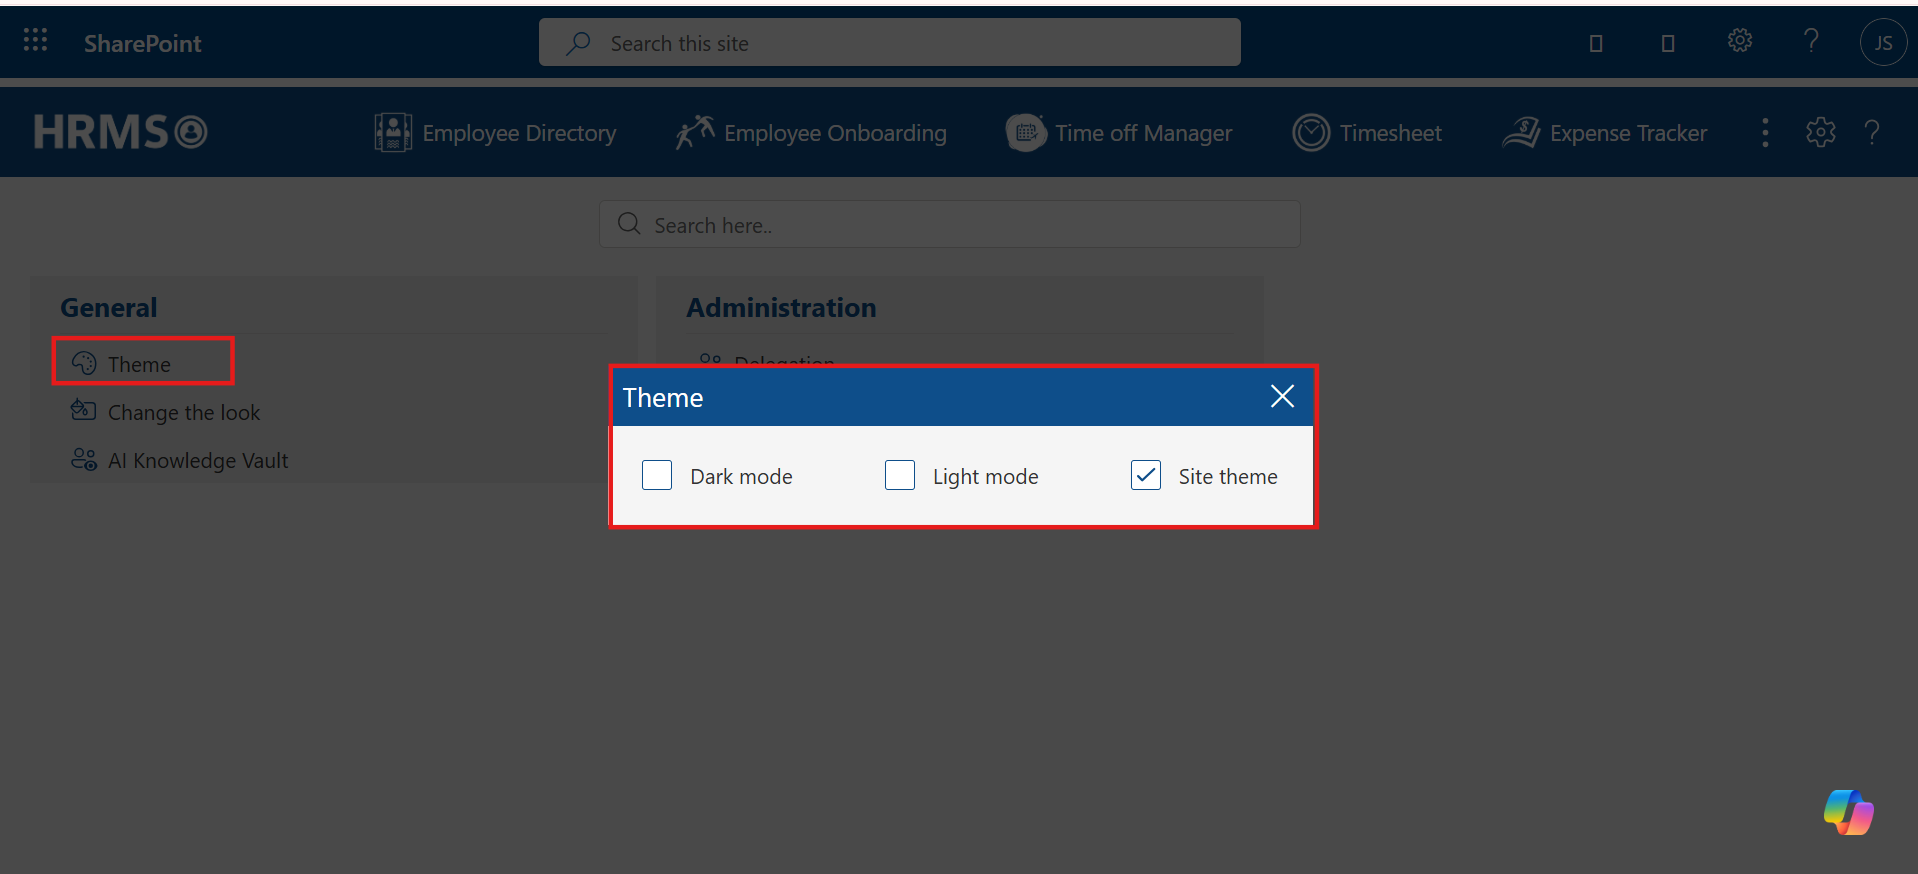 SharePoint
Search this site
JS
HRMS
Employee Directory
Employee Onboarding
Time off Manager
Timesheet
Expense Tracker
Search here..
General
Administration
Theme
Delegation
Change the look
AI Knowledge Vault
Theme
Dark mode
Light mode
Site theme